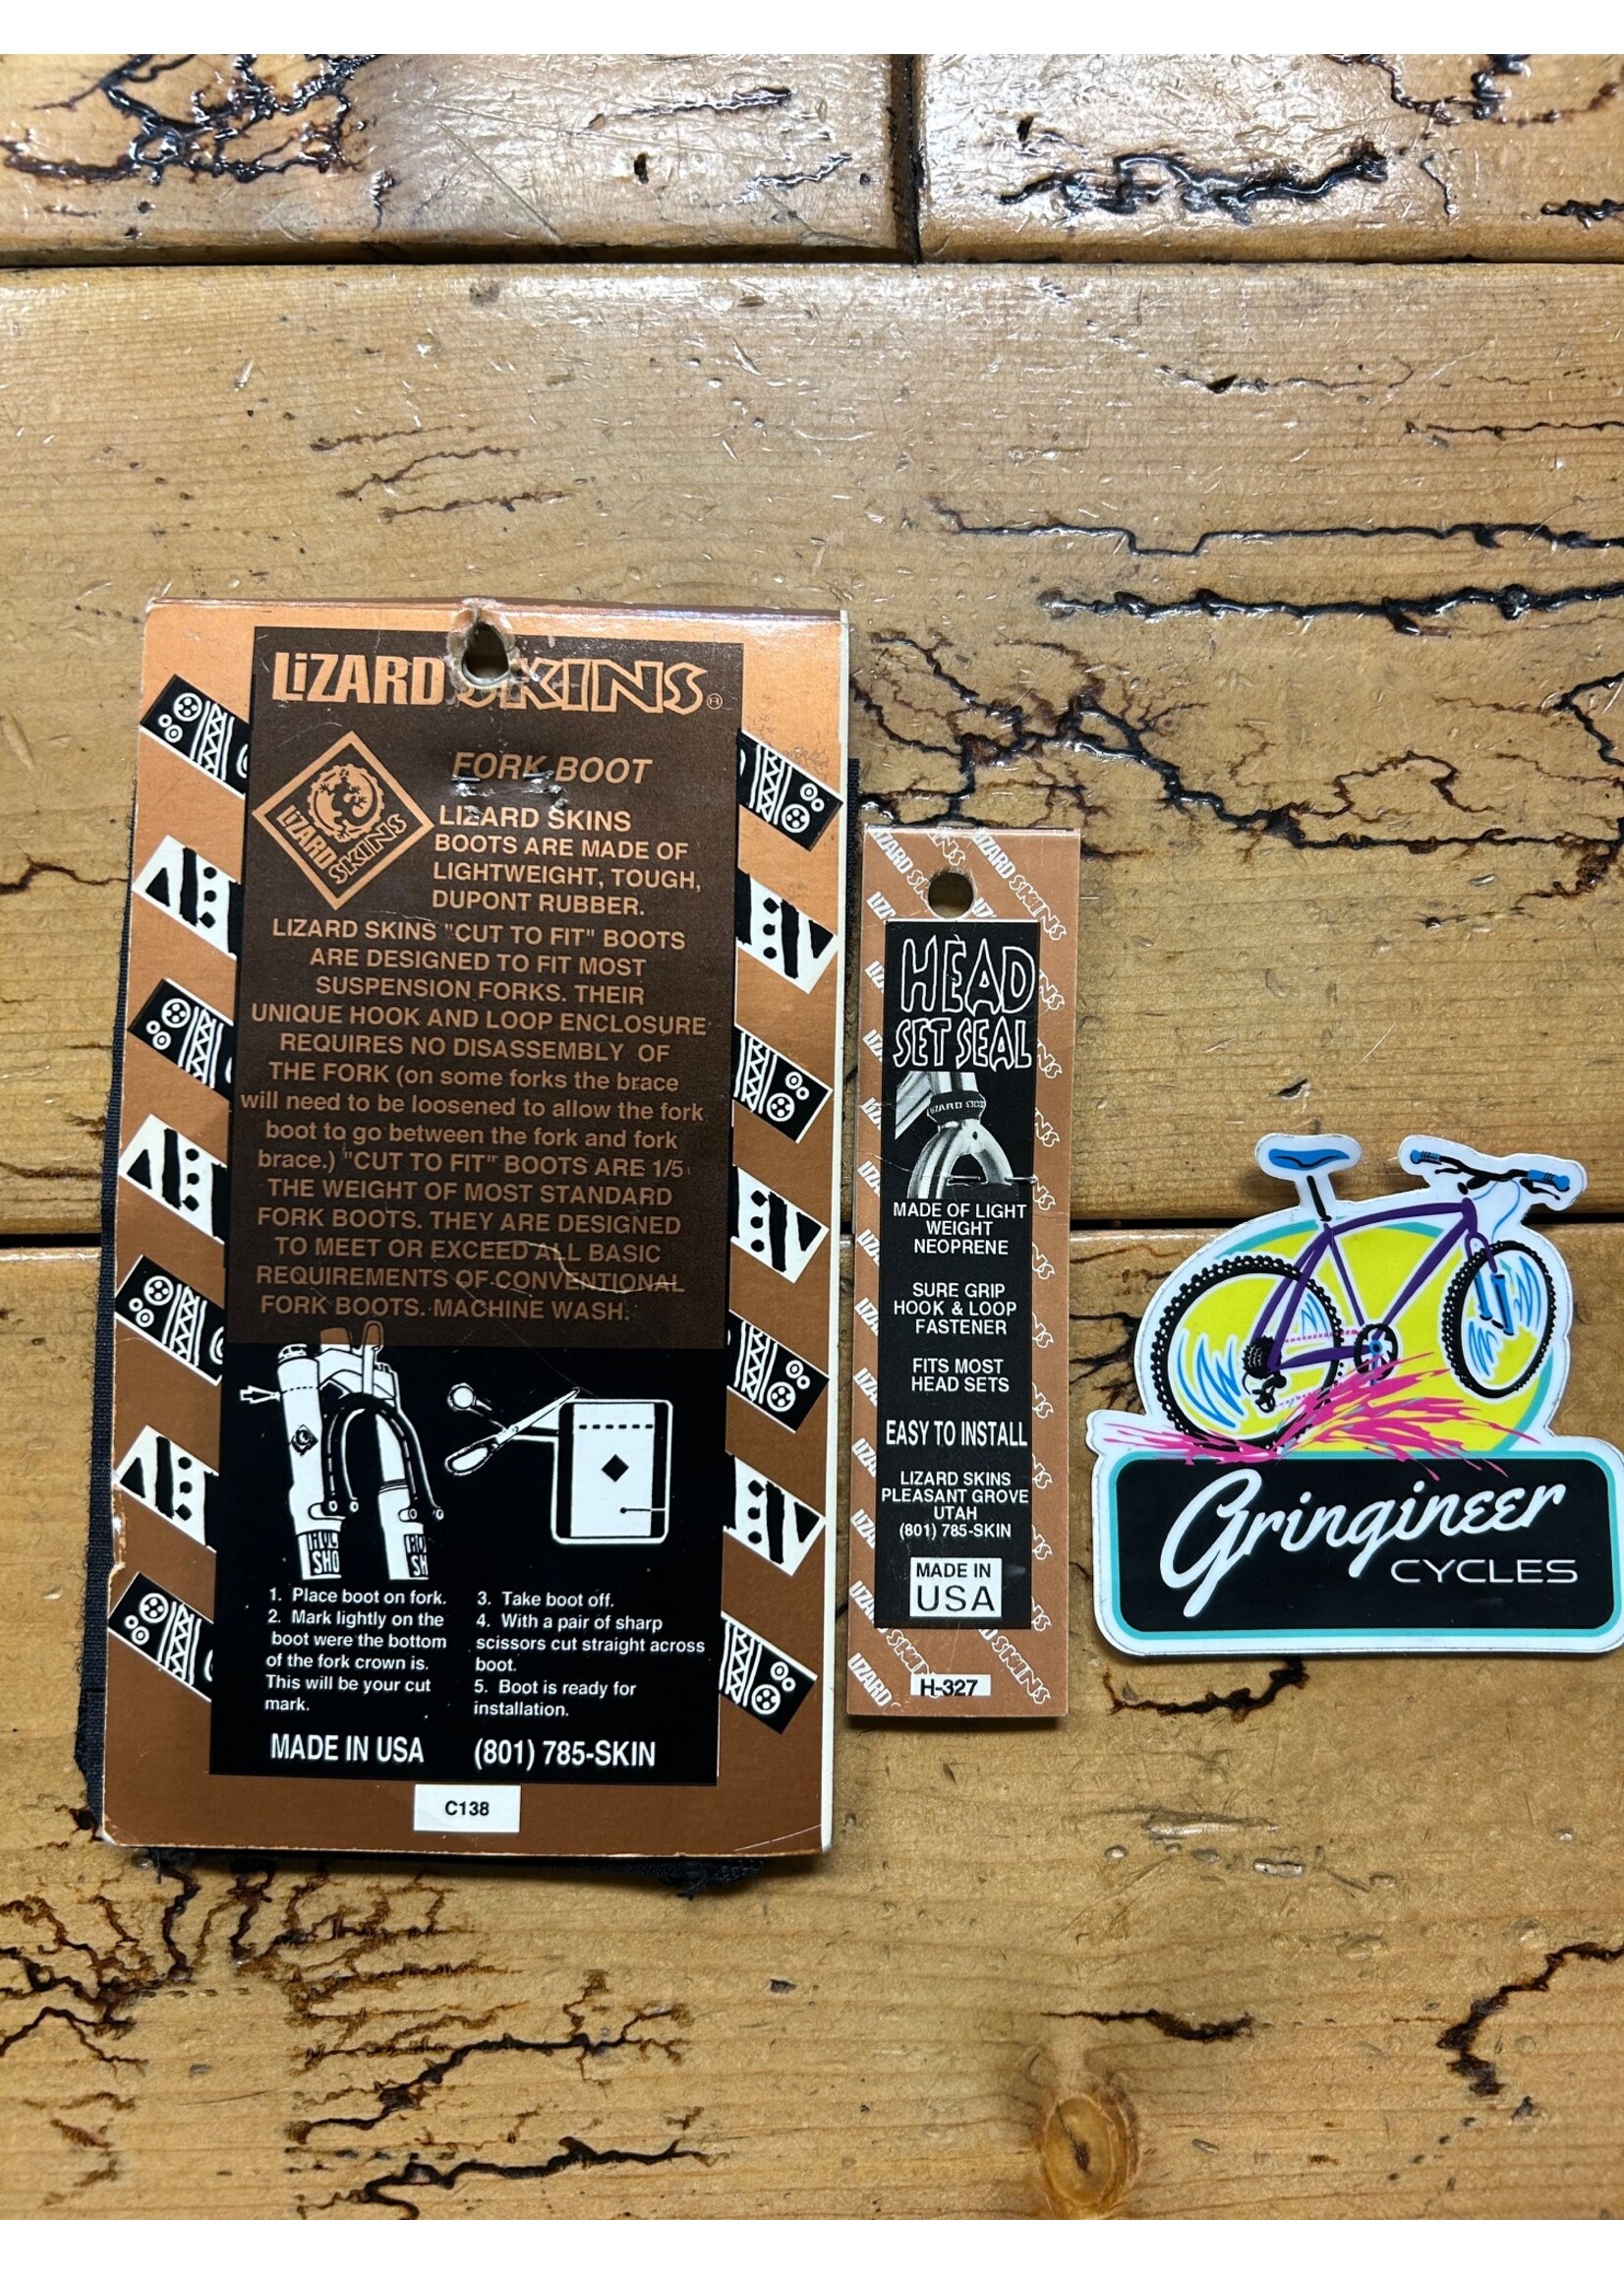 LiZARD SKINS®
LIZARD
SKINS
FORK BOOT
LIZARD SKINS
BOOTS ARE MADE OF
LIGHTWEIGHT, TOUGH,
DUPONT RUBBER.
LIZARD SKINS "CUT TO FIT" BOOTS
ARE DESIGNED TO FIT MOST
SUSPENSION FORKS. THEIR
UNIQUE HOOK AND LOOP ENCLOSURE
REQUIRES NO DISASSEMBLY OF
THE FORK (on some forks the brace
will need to be loosened to allow the fork
boot to go between the fork and fork
brace.) "CUT TO FIT" BOOTS ARE 1/5
THE WEIGHT OF MOST STANDARD
FORK BOOTS. THEY ARE DESIGNED
TO MEET OR EXCEED ALL BASIC
REQUIREMENTS OF CONVENTIONAL
FORK BOOTS. MACHINE WASH.
1. Place boot on fork.
2. Mark lightly on the
boot were the bottom
of the fork crown is.
This will be your cut
mark.
3. Take boot off.
4. With a pair of sharp
scissors cut straight across
boot.
5. Boot is ready for
installation.
MADE IN USA
(801) 785-SKIN
C138
HEAD
SET SEAL
LIZARD SKINS
MADE OF LIGHT
WEIGHT
NEOPRENE
SURE GRIP
HOOK & LOOP
FASTENER
FITS MOST
HEAD SETS
EASY TO INSTALL
LIZARD SKINS
PLEASANT GROVE
UTAH
(801) 785-SKIN
MADE IN
USA
H-327
Gringineer
CYCLES